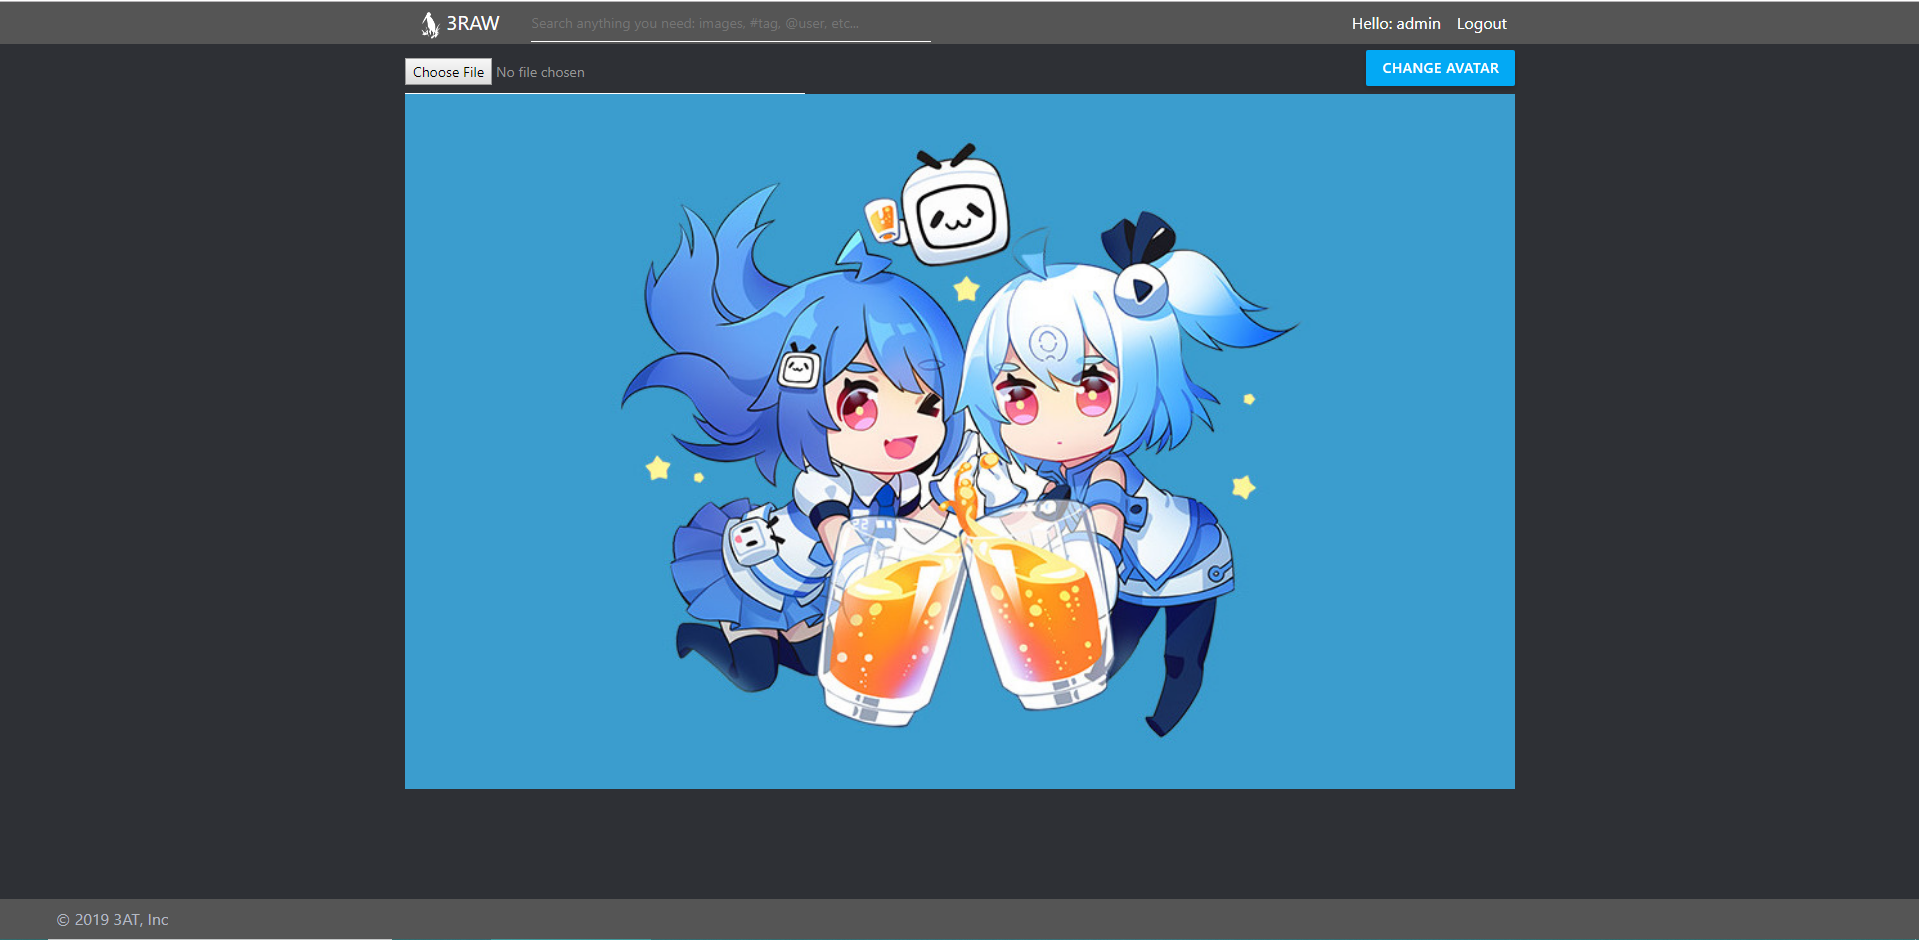 3RAW
Search anything you need: images, #tag, @user, etc...
Hello: admin
Logout
Choose File No file chosen
CHANGE AVATAR
22
© 2019 3AT, Inc